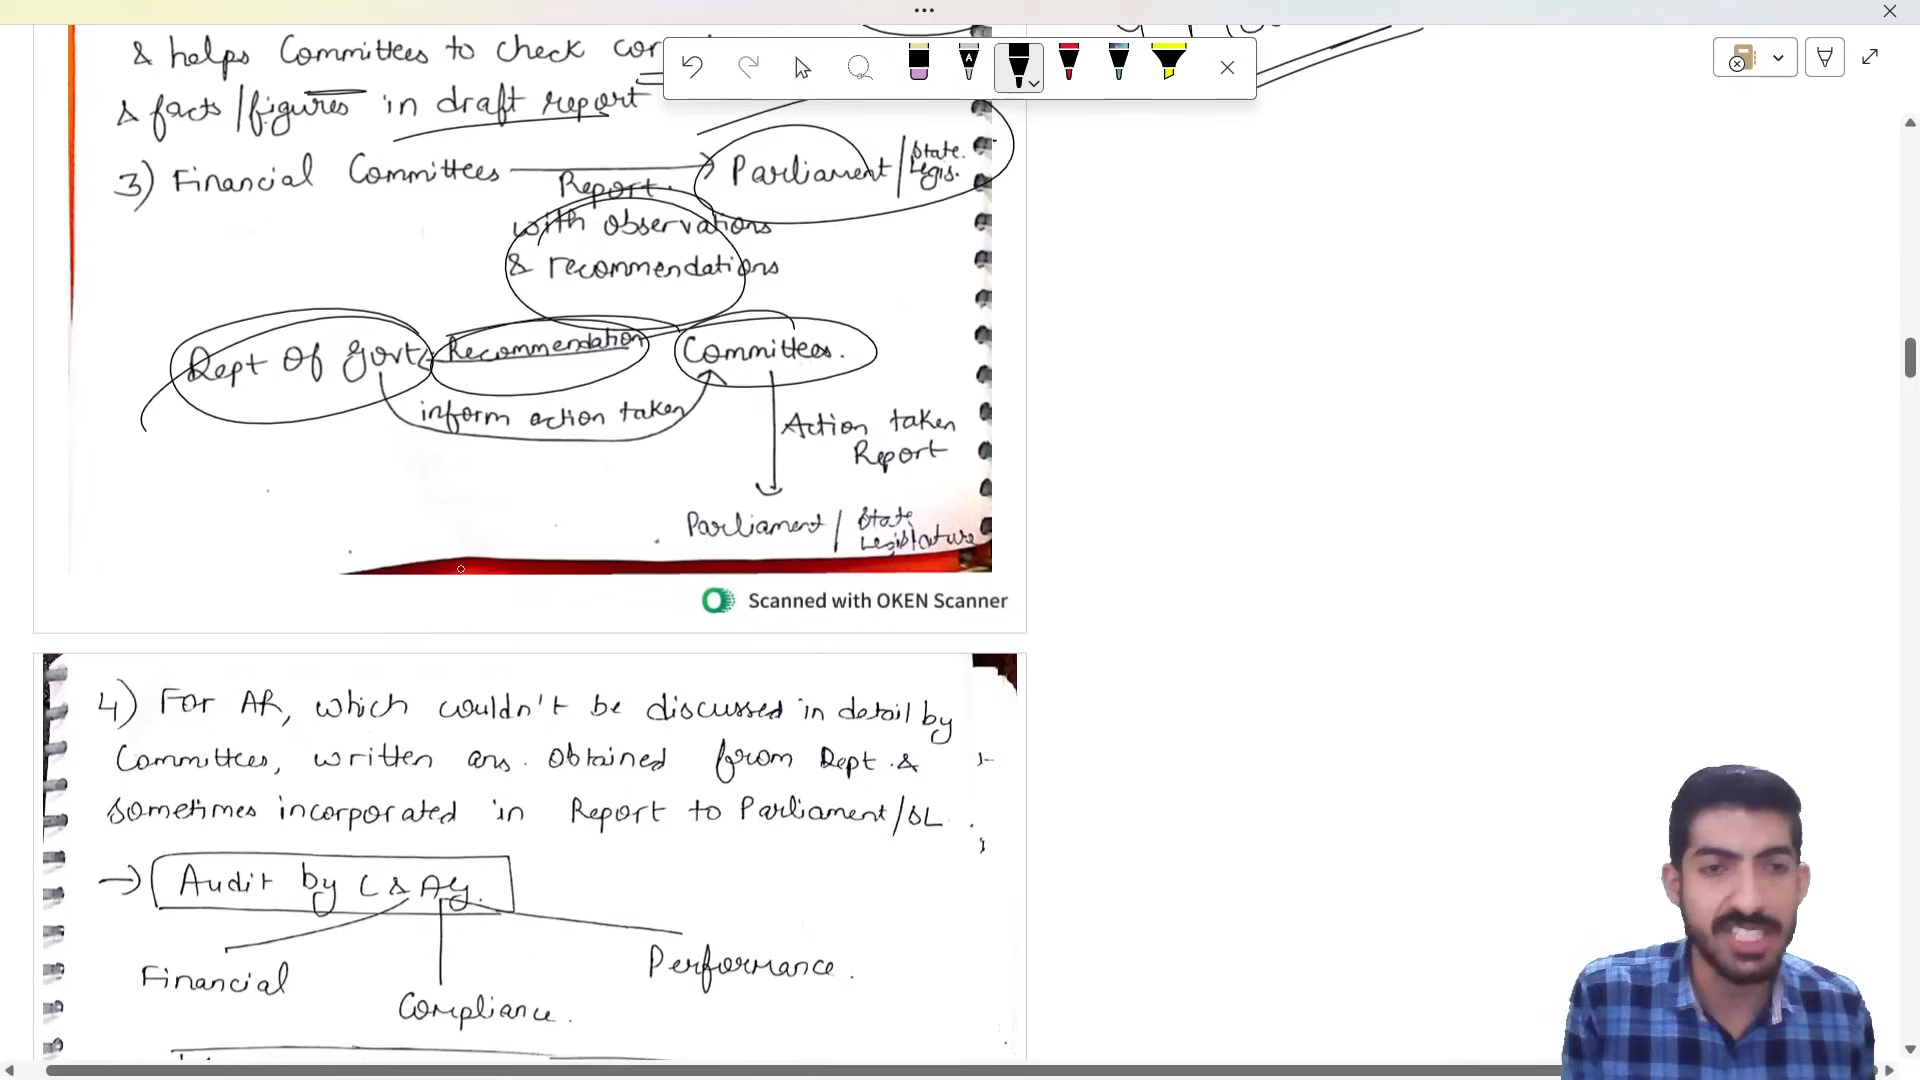 & helps Committees to check cor
& facts/figures in draft report
3) Financial Committees
Report
Parliament / State. Legis.
with observations
& recommendations
Dept Of Govt
Recommendation
Committees.
inform action taken
Action taken
Report
Parliament / State
Legislature
Scanned with OKEN Scanner
4) For AR, which couldn't be discussed in detail by
Committees, written ans. obtained from Dept. &
sometimes incorporated in Report to Parliament/SL.
→ Audit by C & AG.
Financial
Compliance.
Performance.